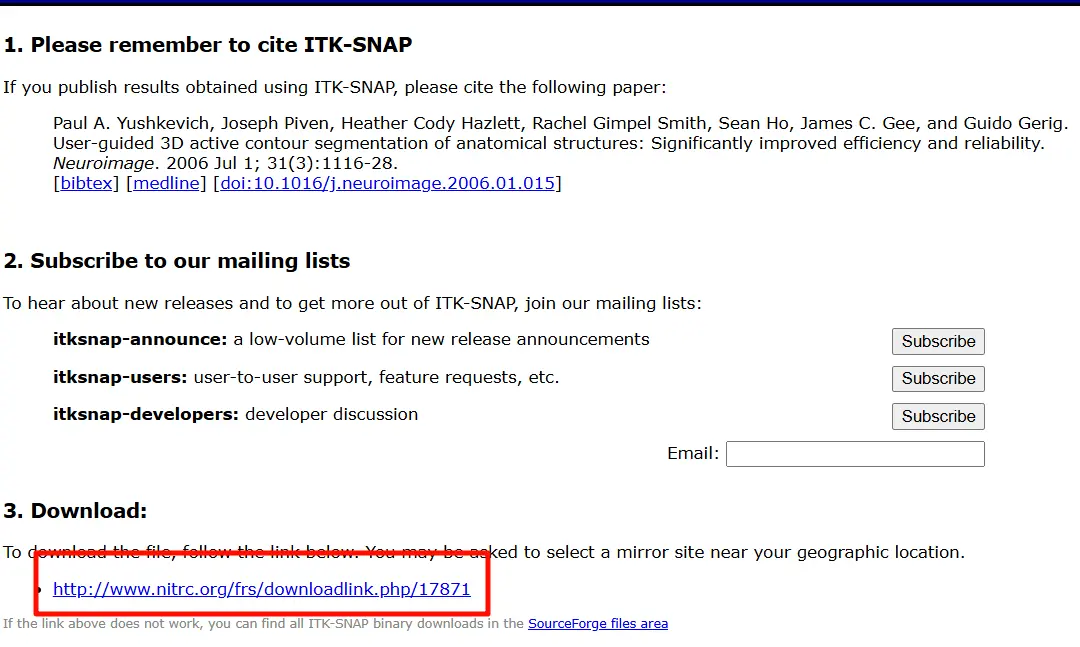 1. Please remember to cite ITK-SNAP
If you publish results obtained using ITK-SNAP, please cite the following paper:
Paul A. Yushkevich, Joseph Piven, Heather Cody Hazlett, Rachel Gimpel Smith, Sean Ho, James C. Gee, and Guido Gerig.
User-guided 3D active contour segmentation of anatomical structures: Significantly improved efficiency and reliability.
Neuroimage. 2006 Jul 1; 31(3):1116-28.
[bibtex] [medline] [doi:10.1016/j.neuroimage.2006.01.015]
2. Subscribe to our mailing lists
To hear about new releases and to get more out of ITK-SNAP, join our mailing lists:
itksnap-announce: a low-volume list for new release announcements Subscribe
itksnap-users: user-to-user support, feature requests, etc. Subscribe
itksnap-developers: developer discussion Subscribe
Email:
3. Download:
To download the file, follow the link below. You may be asked to select a mirror site near your geographic location.
• http://www.nitrc.org/frs/downloadlink.php/17871
If the link above does not work, you can find all ITK-SNAP binary downloads in the SourceForge files area